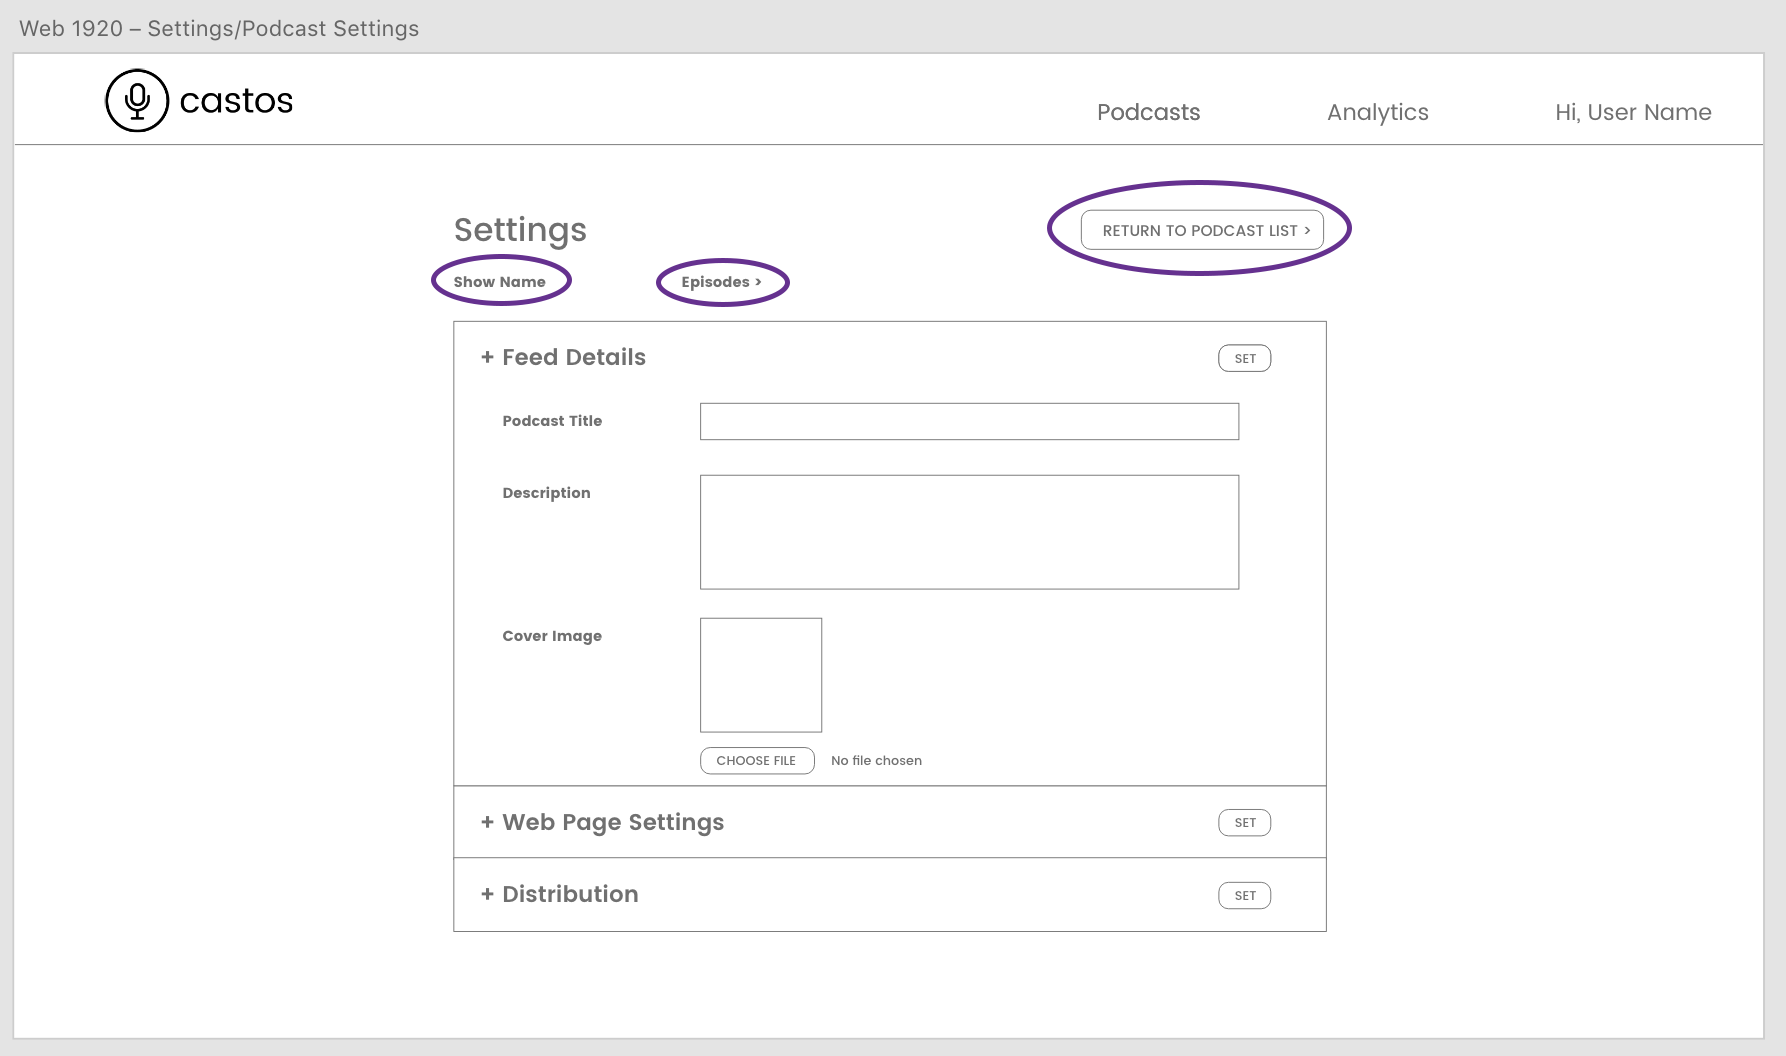 Web 1920 – Settings/Podcast Settings
castos
Podcasts
Analytics
Hi, User Name
Settings
RETURN TO PODCAST LIST >
Show Name
Episodes >
+ Feed Details
SET
Podcast Title
Description
Cover Image
CHOOSE FILE
No file chosen
+ Web Page Settings
SET
+ Distribution
SET